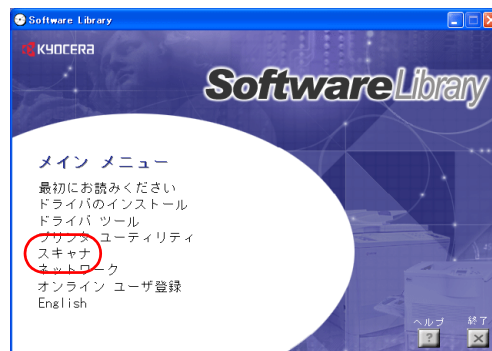 Software Library
KYOCERA
SoftwareLibrary
メイン メニュー
最初にお読みください
ドライバのインストール
ドライバ ツール
プリンタ ユーティリティ
スキャナ
ネットワーク
オンライン ユーザ登録
English
ヘルプ 終了
?